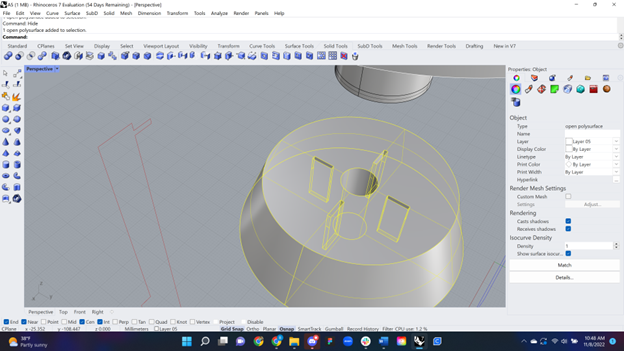 A5 (1 MB) - Rhinoceros 7 Evaluation (54 Days Remaining) - [Perspective]
File Edit View Curve Surface SubD Solid Mesh Dimension Transform Tools Analyze Render Panels Help
1 open polysurface added to selection.
Command: Hide
1 open polysurface added to selection.
Command:
Standard CPlanes Set View Display Select Viewport Layout Visibility Transform Curve Tools Surface Tools Solid Tools SubD Tools Mesh Tools Render Tools Drafting New in V7
Perspective
Properties: Object
Object
Type open polysurface
Name
Layer Layer 05
Display Color By Layer
Linetype By Layer
Print Color By Layer
Print Width By Layer
Hyperlink
Render Mesh Settings
Custom Mesh
Settings Adjust...
Rendering
Casts shadows
Receives shadows
Isocurve Density
Density 1
Show surface isocur...
Match
Details...
z
x
Perspective Top Front Right
End Near Point Mid Cen Int Perp Tan Quad Knot Vertex Project Disable
CPlane x -25.352 y -108.447 z 0.000 Millimeters Layer 05 Grid Snap Ortho Planar Osnap SmartTrack Gumball Record History Filter CPU use: 1.2 %
38°F
Partly sunny
10:48 AM
11/8/2022